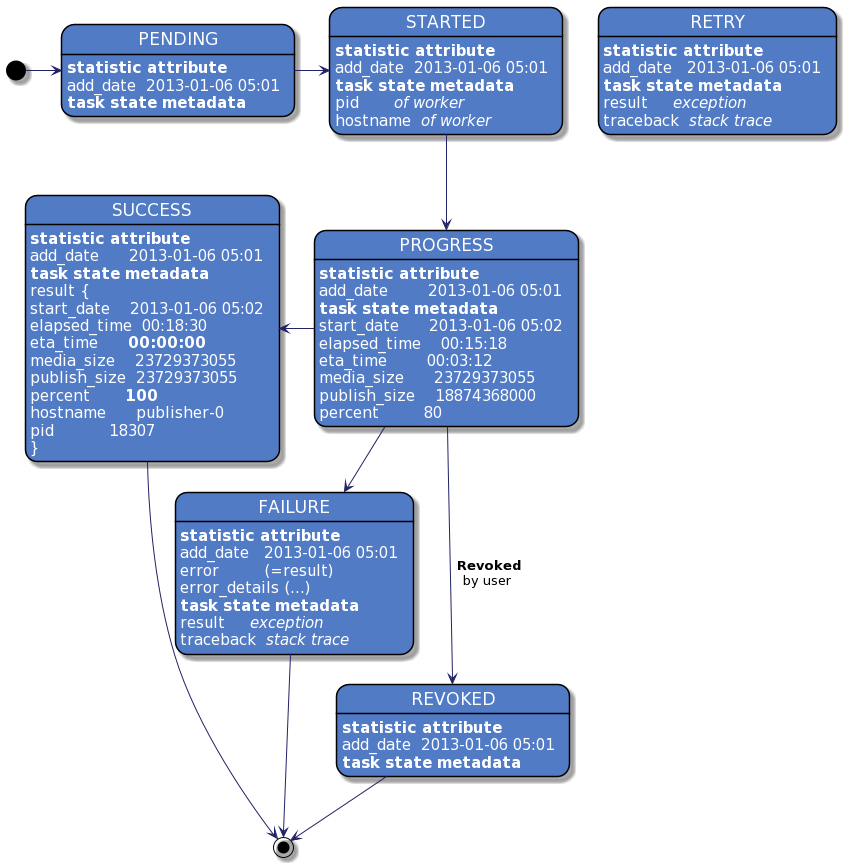 PENDING
statistic attribute
add_date 2013-01-06 05:01
task state metadata
STARTED
statistic attribute
add_date 2013-01-06 05:01
task state metadata
pid of worker
hostname of worker
RETRY
statistic attribute
add_date 2013-01-06 05:01
task state metadata
result exception
traceback stack trace
SUCCESS
statistic attribute
add_date 2013-01-06 05:01
task state metadata
result {
start_date 2013-01-06 05:02
elapsed_time 00:18:30
eta_time 00:00:00
media_size 23729373055
publish_size 23729373055
percent 100
hostname publisher-0
pid 18307
}
PROGRESS
statistic attribute
add_date 2013-01-06 05:01
task state metadata
start_date 2013-01-06 05:02
elapsed_time 00:15:18
eta_time 00:03:12
media_size 23729373055
publish_size 18874368000
percent 80
FAILURE
statistic attribute
add_date 2013-01-06 05:01
error (=result)
error_details (...)
task state metadata
result exception
traceback stack trace
Revoked
by user
REVOKED
statistic attribute
add_date 2013-01-06 05:01
task state metadata